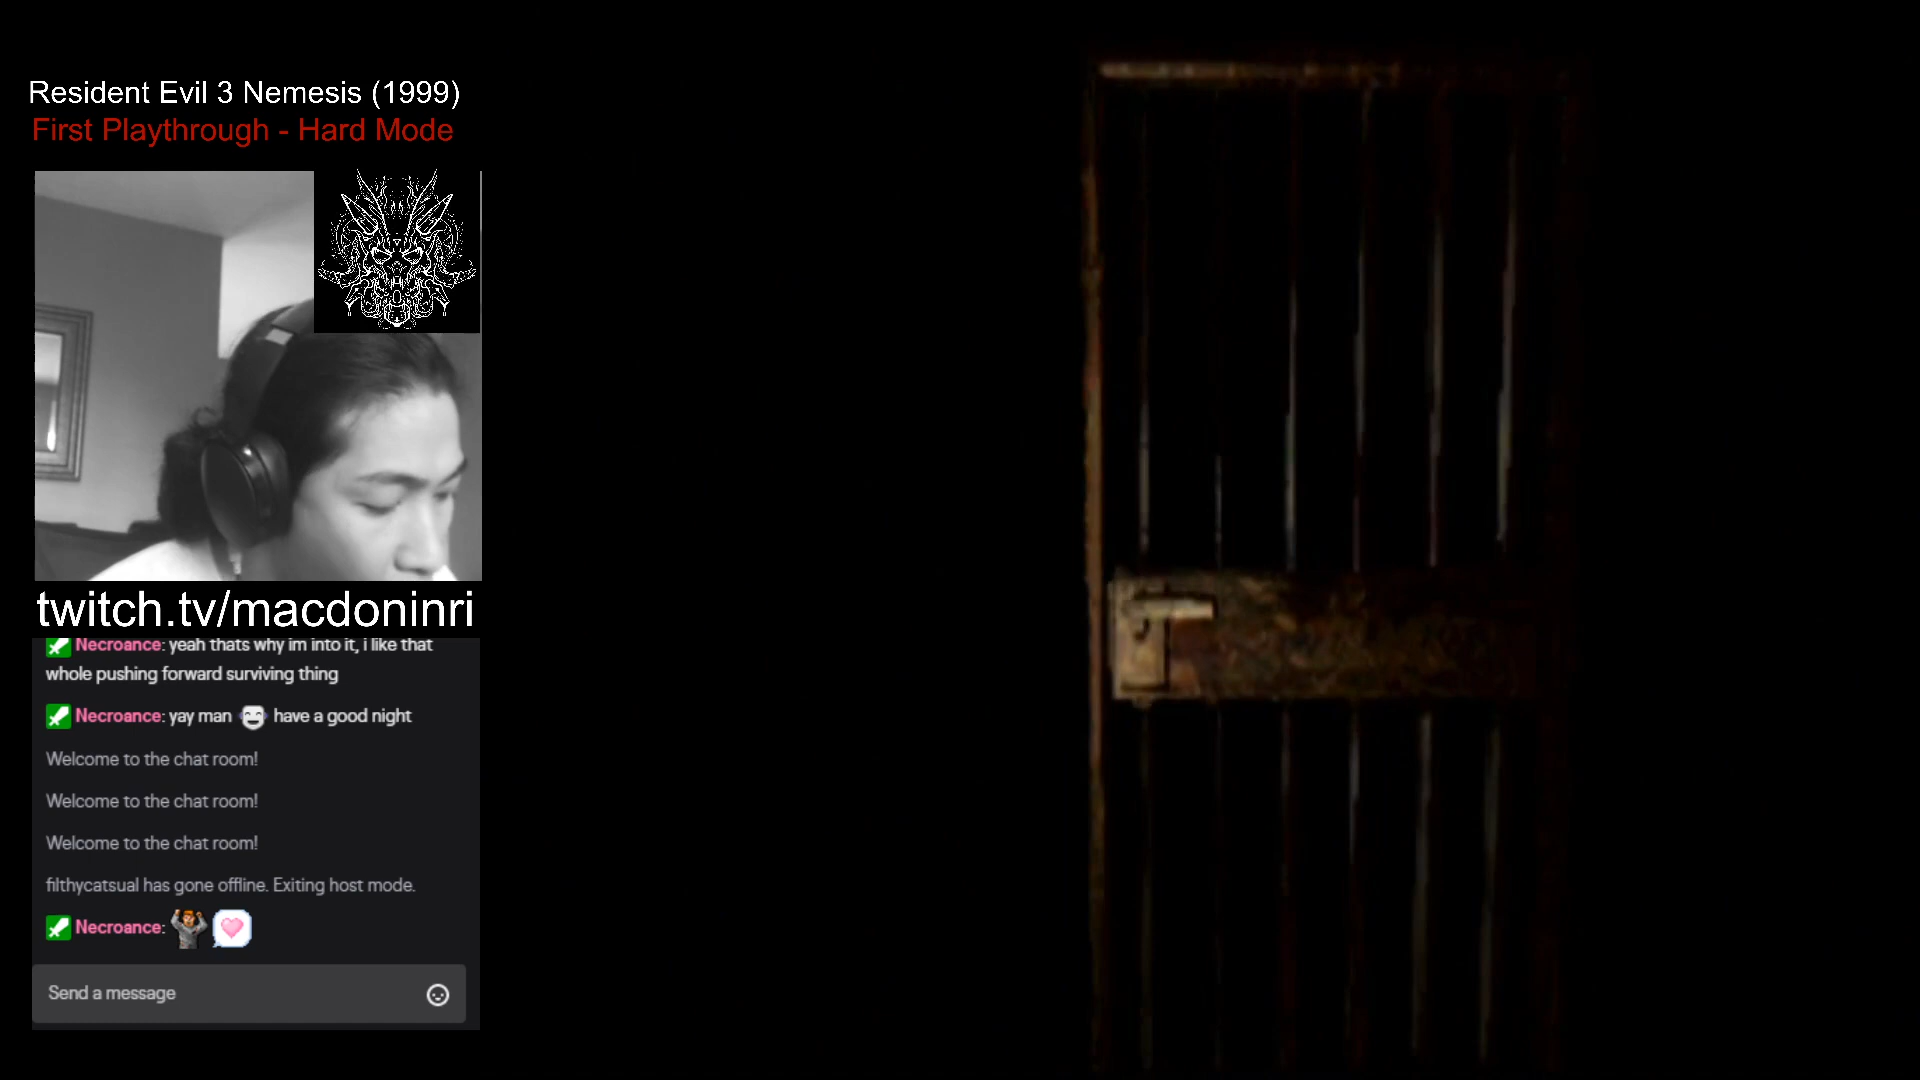 Resident Evil 3 Nemesis (1999)
First Playthrough - Hard Mode
twitch.tv/macdoninri
Necroance: yeah thats why im into it, i like that
whole pushing forward surviving thing
Necroance: yay man have a good night
Welcome to the chat room!
Welcome to the chat room!
Welcome to the chat room!
filthycatsual has gone offline. Exiting host mode.
Necroance:
Send a message